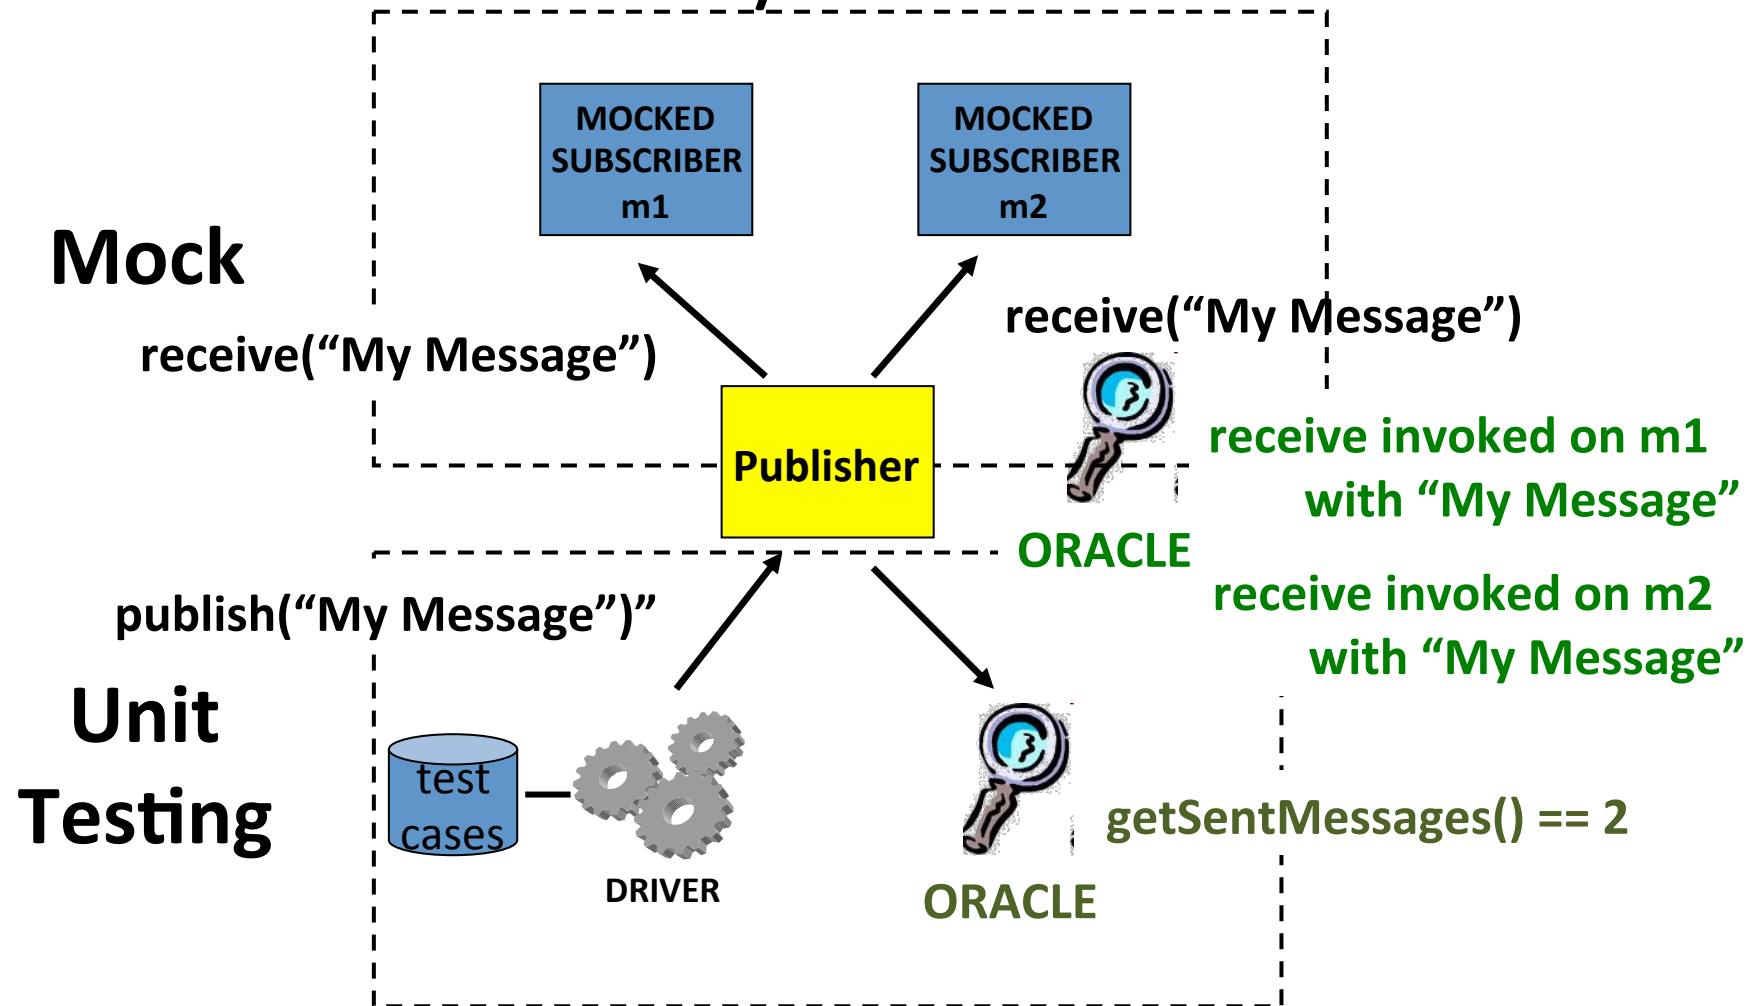 MOCKED
SUBSCRIBER
m1
MOCKED
SUBSCRIBER
m2
Mock
receive(“My Message”)
receive(“My Message”)
Publisher
receive invoked on m1
with “My Message”
ORACLE
receive invoked on m2
with “My Message”
publish(“My Message”)”
Unit
Testing
test
cases
DRIVER
getSentMessages() == 2
ORACLE